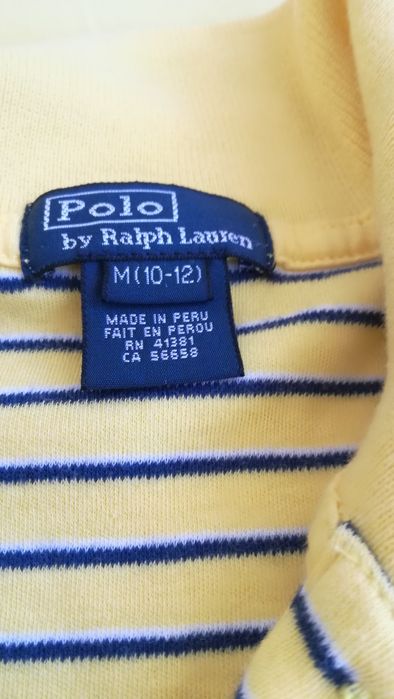 Polo
by Ralph Lauren
M (10-12)
MADE IN PERU
FAIT EN PEROU
RN 41381
CA 56658